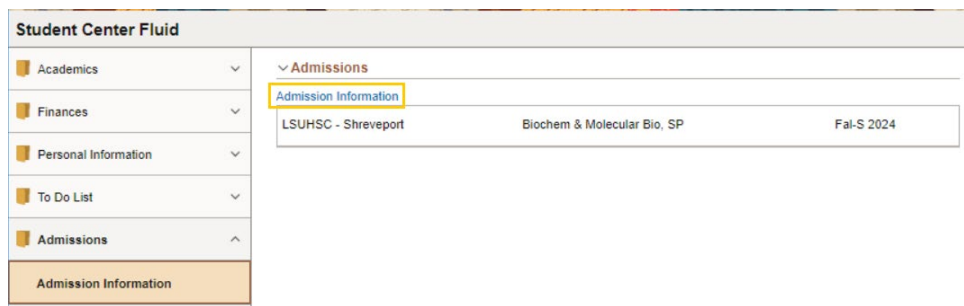 Student Center Fluid
Academics
Finances
Personal Information
To Do List
Admissions
Admission Information
Admissions
Admission Information
LSUHSC - Shreveport Biochem & Molecular Bio, SP Fal-S 2024